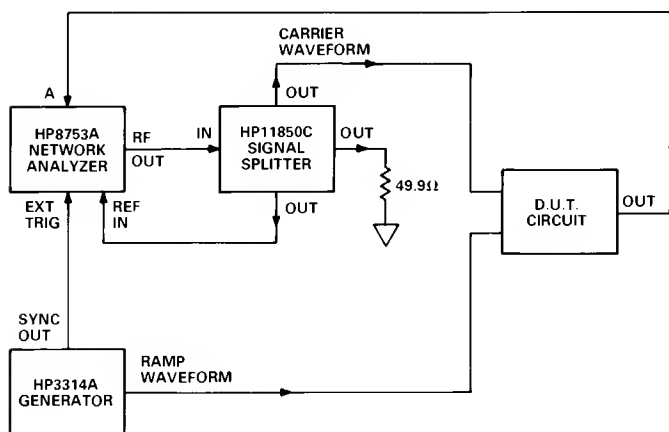 CARRIER
WAVEFORM
A
OUT
HP8753A
NETWORK
ANALYZER
RF
OUT
IN
HP11850C
SIGNAL
SPLITTER
OUT
49.9Ω
EXT
TRIG
REF
IN
OUT
D.U.T.
CIRCUIT
OUT
SYNC
OUT
HP3314A
GENERATOR
RAMP
WAVEFORM